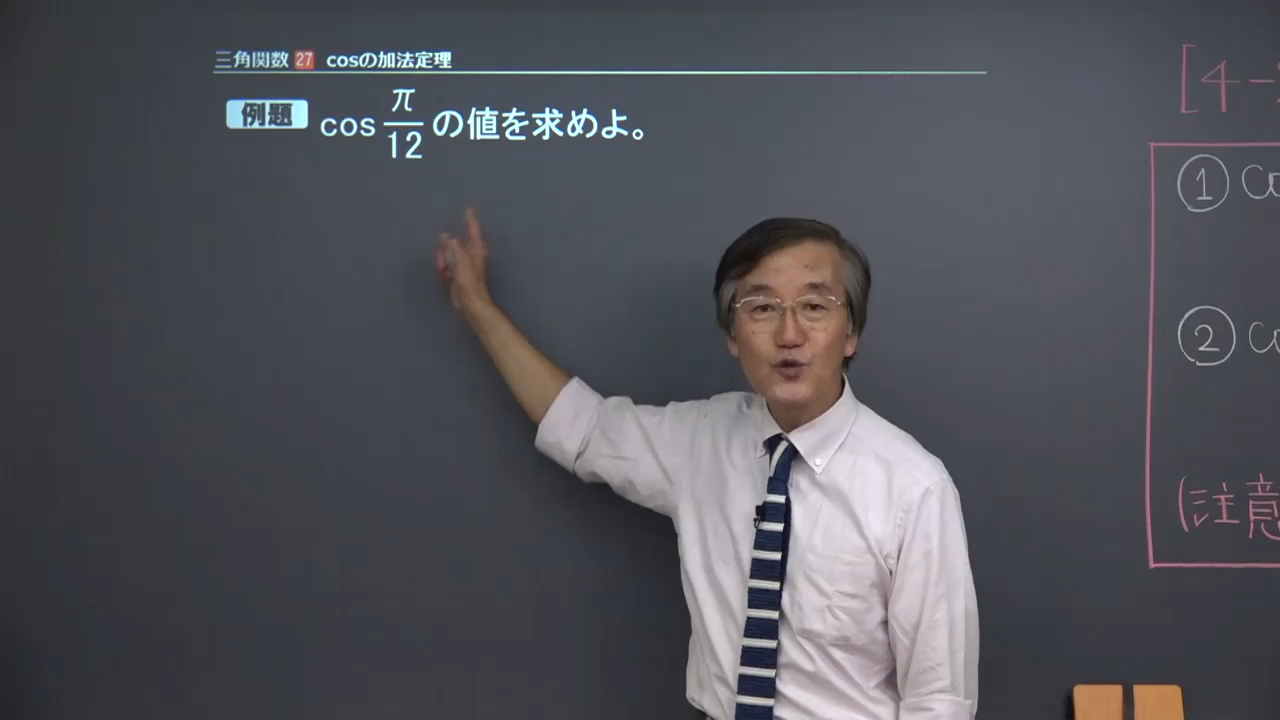 三角関数 27 cosの加法定理
例題 cos π/12 の値を求めよ。
[4-
① co
② co
(注意